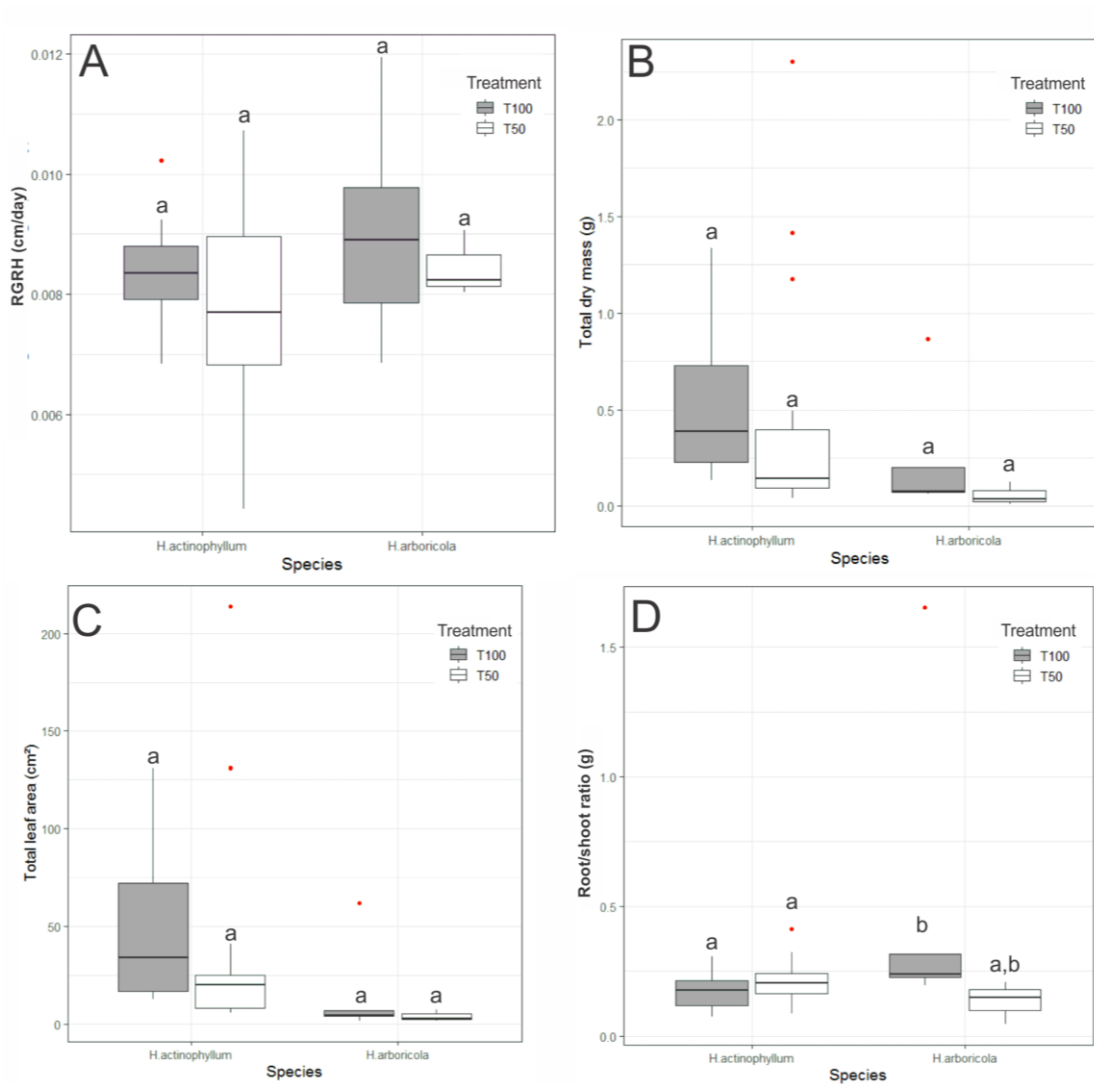 A
Treatment
T100
T50
0.012
0.010
0.008
0.006
RGRH (cm/day)
a
a
a
a
H.actinophyllum
H.arboricola
Species
B
Treatment
T100
T50
2.0
1.5
1.0
0.5
0.0
Total dry mass (g)
a
a
a
a
H.actinophyllum
H.arboricola
Species
C
Treatment
T100
T50
200
150
100
50
0
Total leaf area (cm²)
a
a
a
a
H.actinophyllum
H.arboricola
Species
D
Treatment
T100
T50
1.5
1.0
0.5
0.0
Root/shoot ratio (g)
a
a
b
a,b
H.actinophyllum
H.arboricola
Species